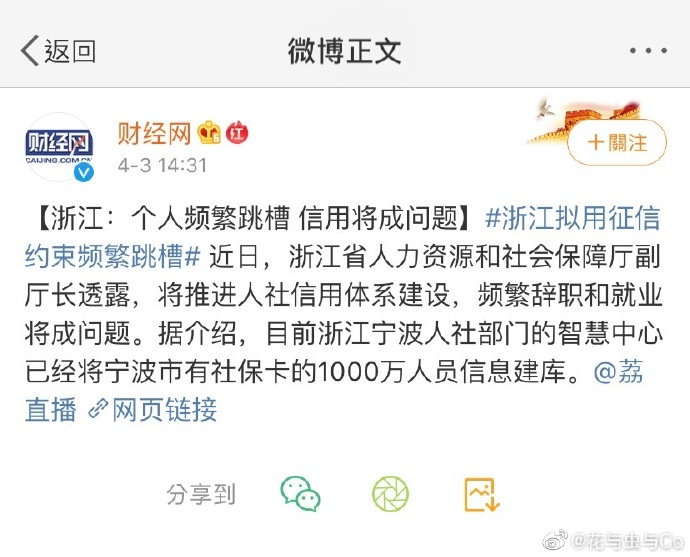 返回
微博正文
财经网
CAIJING.COM.CN
财经网
红
4-3 14:31
+關注
【浙江：个人频繁跳槽 信用将成问题】#浙江拟用征信
约束频繁跳槽# 近日，浙江省人力资源和社会保障厅副
厅长透露，将推进人社信用体系建设，频繁辞职和就业
将成问题。据介绍，目前浙江宁波人社部门的智慧中心
已经将宁波市有社保卡的1000万人员信息建库。@荔
直播 网页链接
分享到
@花与虫与Co